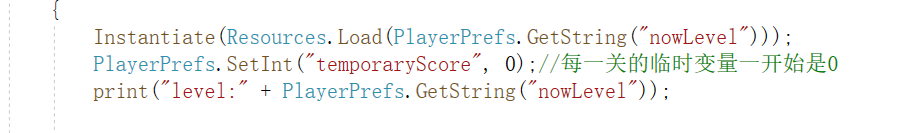 {
Instantiate(Resources.Load(PlayerPrefs.GetString("nowLevel")));
PlayerPrefs.SetInt("temporaryScore", 0);//每一关的临时变量一开始是0
print("level:" + PlayerPrefs.GetString("nowLevel"));